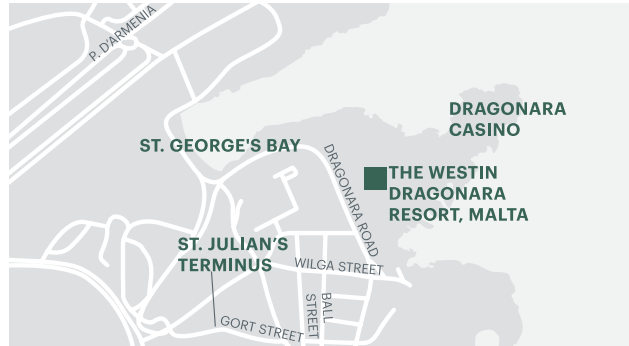 P. D'ARMENIA
DRAGONARA
CASINO
ST. GEORGE'S BAY
DRAGONARA ROAD
THE WESTIN
DRAGONARA
RESORT, MALTA
ST. JULIAN'S
TERMINUS
WILGA STREET
BALL
STREET
GORT STREET